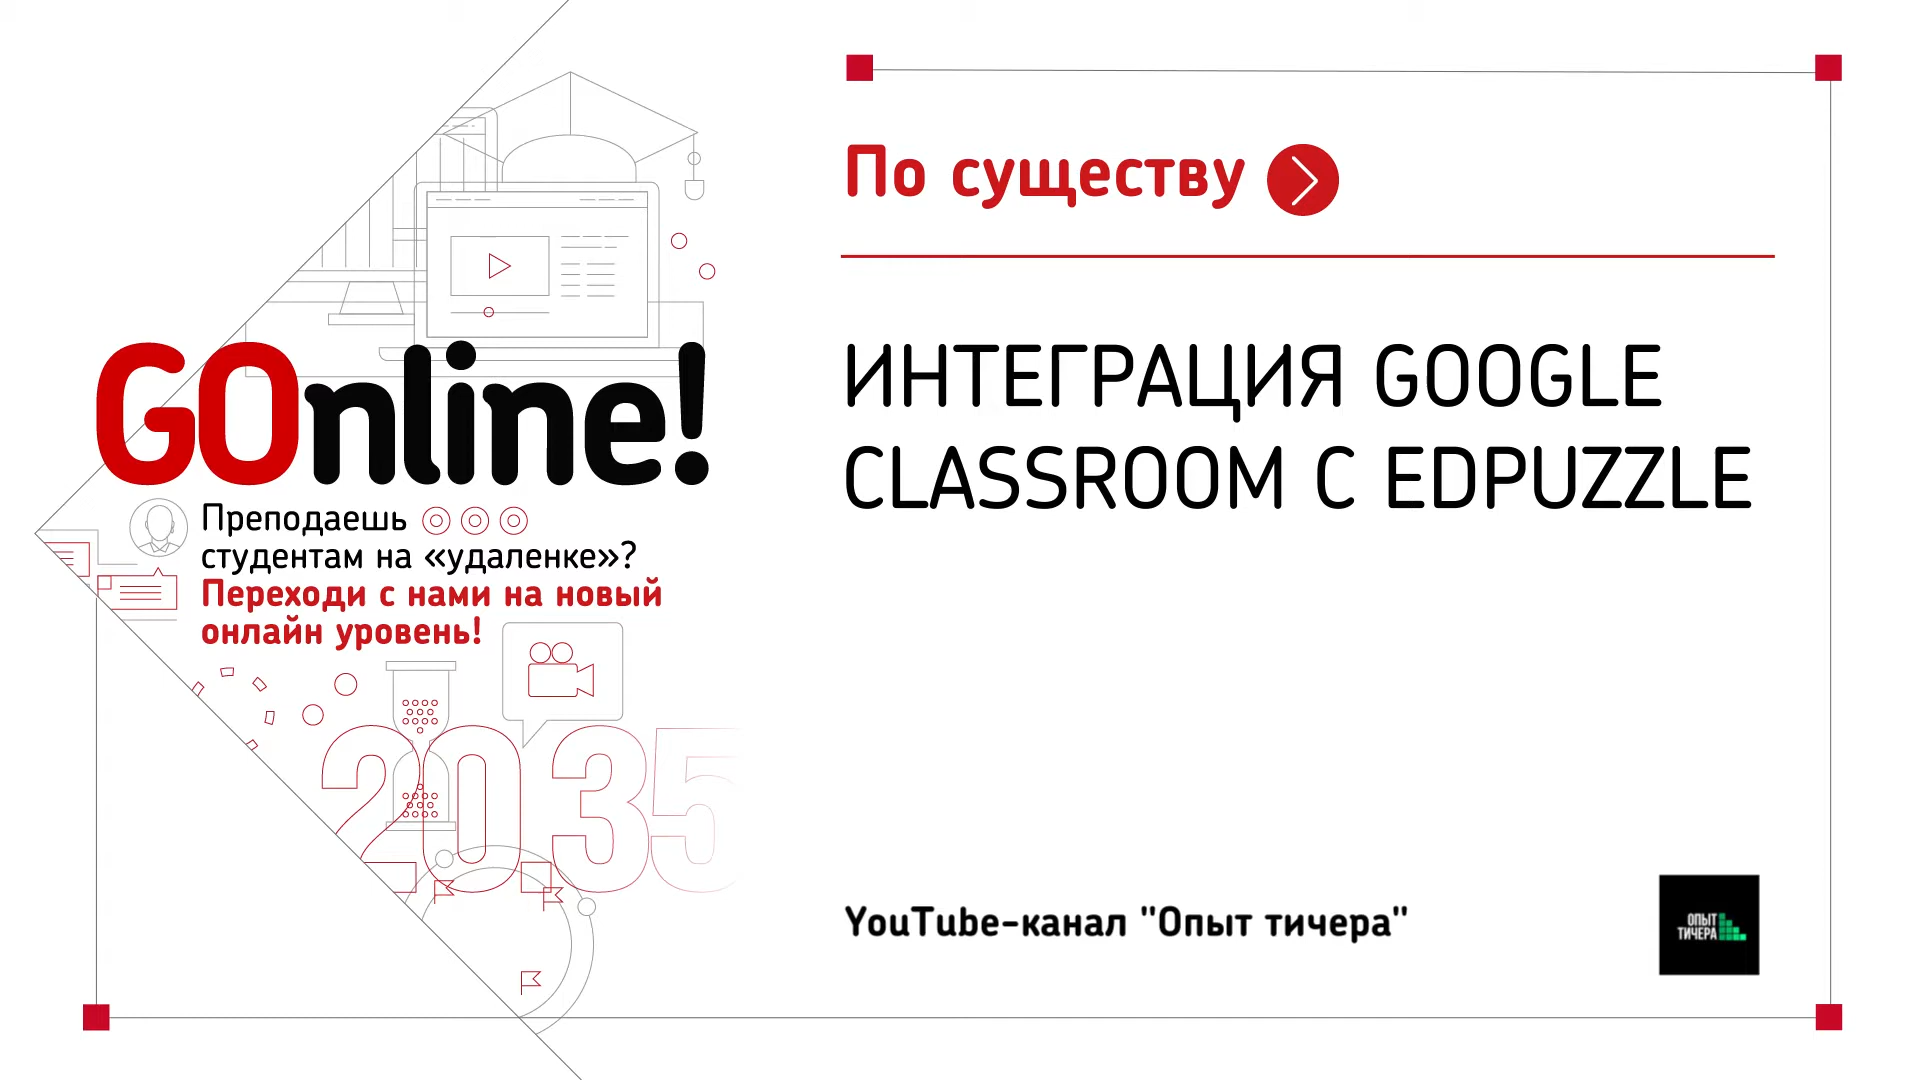 GOnline!
Преподаешь
студентам на «удаленке»?
Переходи с нами на новый
онлайн уровень!
2035
По существу
ИНТЕГРАЦИЯ GOOGLE
CLASSROOM С EDPUZZLE
YouTube-канал "Опыт тичера"
ОПЫТ
ТИЧЕРА